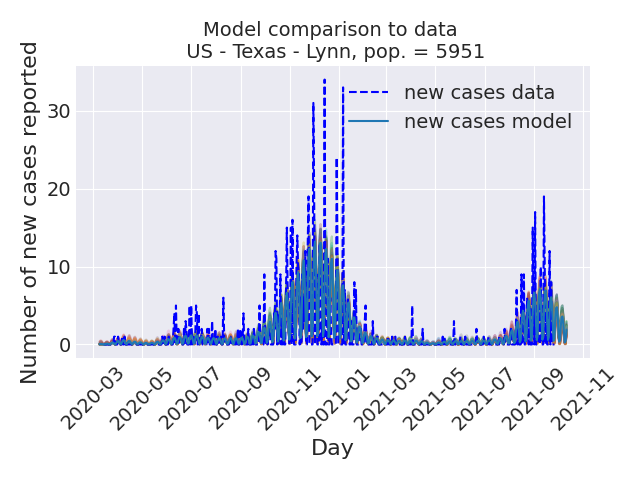 Model comparison to data
US - Texas - Lynn, pop. = 5951
Number of new cases reported
30
20
10
0
new cases data
new cases model
2020-03
2020-05
2020-07
2020-09
2020-11
2021-01
2021-03
2021-05
2021-07
2021-09
2021-11
Day